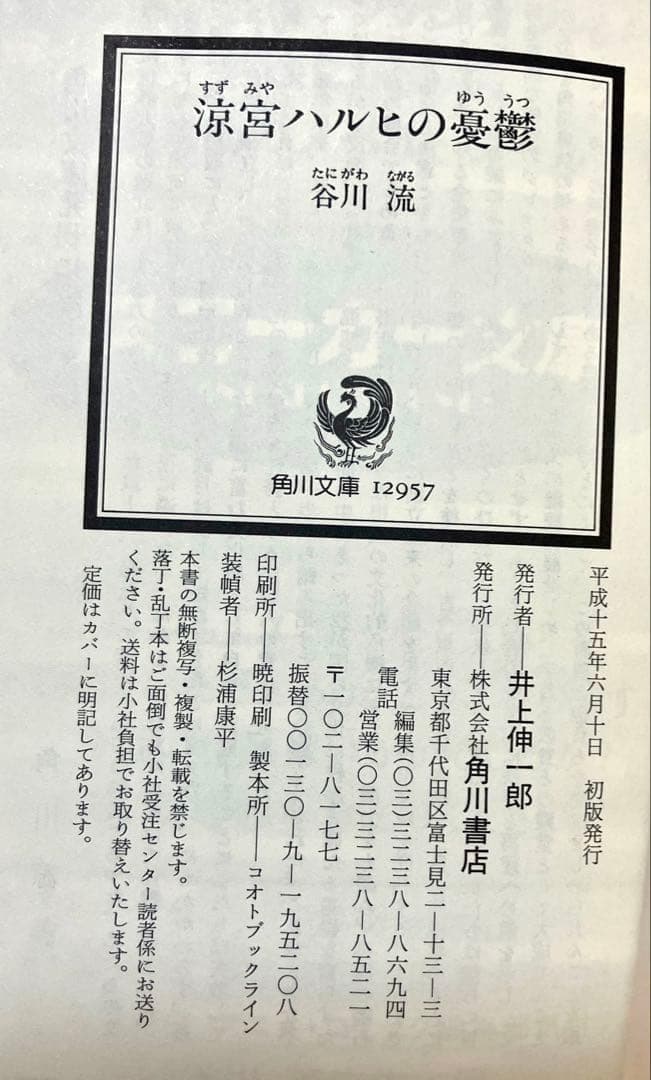 涼宮ハルヒの憂鬱
すずみや ゆううつ
谷川 流
たにがわ ながる
角川文庫 12957
平成十五年六月十日 初版発行
発行者――井上伸一郎
発行所――株式会社角川書店
東京都千代田区富士見二―十三―三
電話 編集(〇三)三二三八―八六九四
営業(〇三)三二三八―八五二一
〒一〇二―八一七七
振替〇〇一三〇―九―一九五二〇八
印刷所――暁印刷 製本所――コオトブックライン
装幀者――杉浦康平
本書の無断複写・複製・転載を禁じます。
落丁・乱丁本はご面倒でも小社受注センター読者係にお送り
ください。送料は小社負担でお取り替えいたします。
定価はカバーに明記してあります。